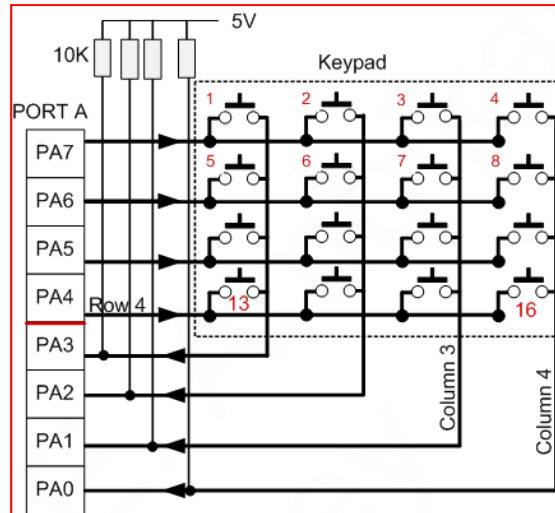 5V
10K
Keypad
1 2 3 4
PORT A
PA7
5 6 7 8
PA6
PA5
PA4
Row 4
13 16
PA3
PA2
Column 3
Column 4
PA1
PA0